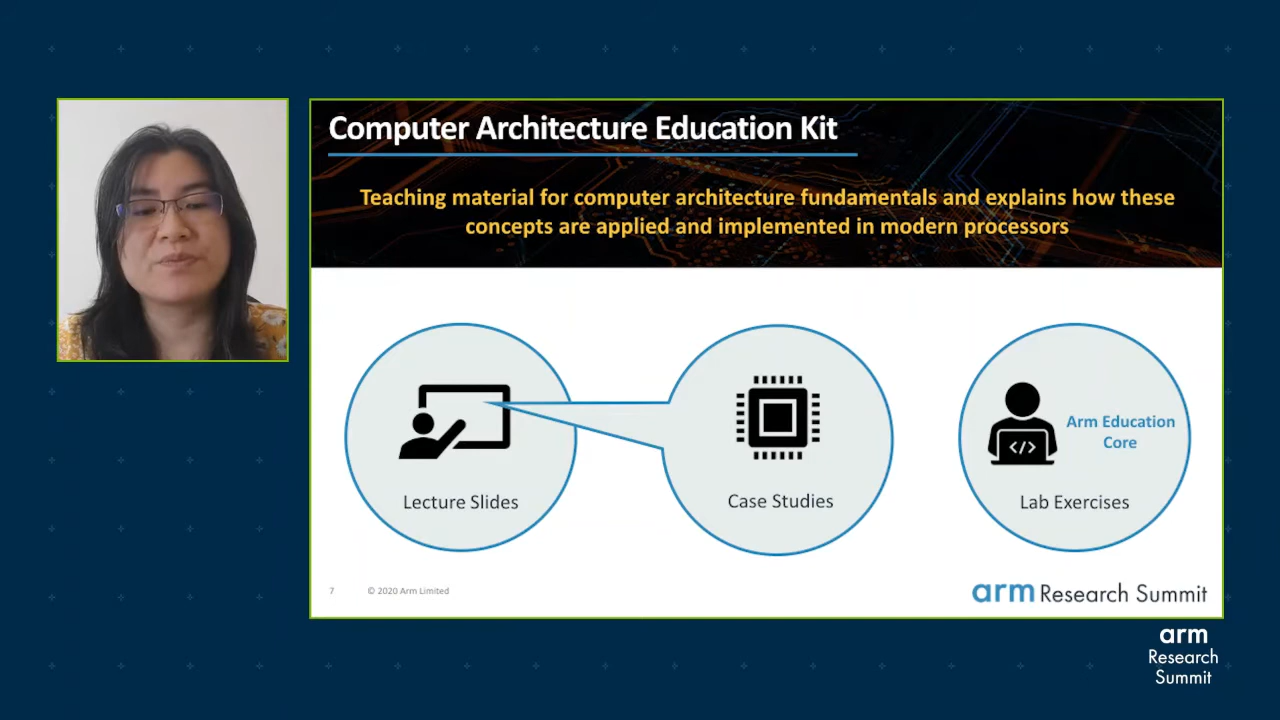 Computer Architecture Education Kit
Teaching material for computer architecture fundamentals and explains how these
concepts are applied and implemented in modern processors
Lecture Slides
Case Studies
</>
Arm Education
Core
Lab Exercises
7
© 2020 Arm Limited
arm Research Summit
arm
Research
Summit